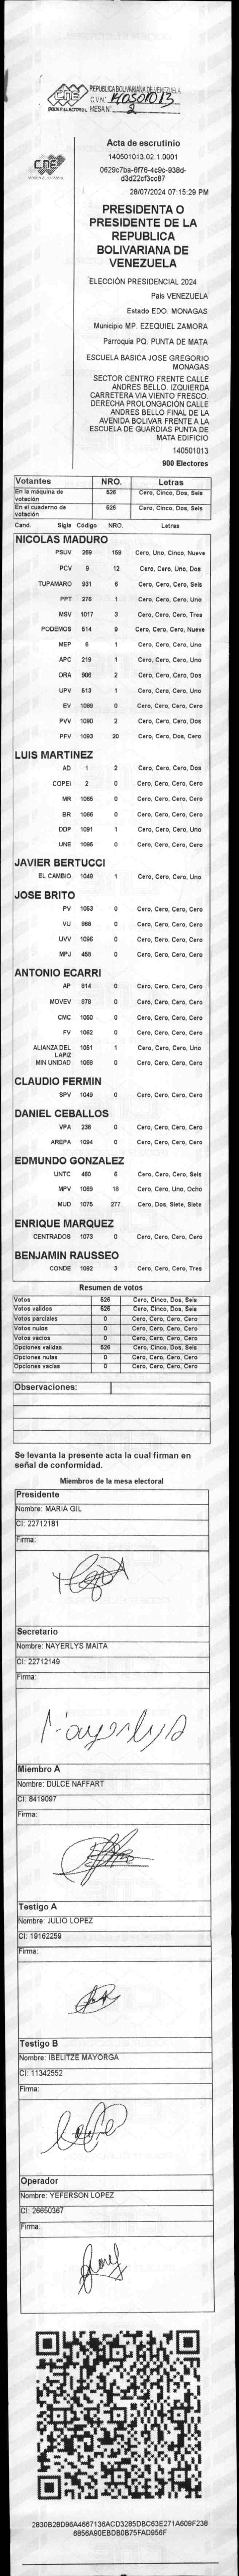 CNE
PODER ELECTORAL
REPUBLICA BOLIVARIANA DE VENEZUELA
C.V.N° 140501013
MESA N° 2
CNE
Acta de escrutinio
140501013.02.1.0001
0629c7ba-6f76-4c9c-938d-
d3d22cf3cc87
28/07/2024 07:15:29 PM
PRESIDENTA O
PRESIDENTE DE LA
REPUBLICA
BOLIVARIANA DE
VENEZUELA
ELECCIÓN PRESIDENCIAL 2024
Pais VENEZUELA
Estado EDO. MONAGAS
Municipio MP. EZEQUIEL ZAMORA
Parroquia PQ. PUNTA DE MATA
ESCUELA BASICA JOSE GREGORIO
MONAGAS
SECTOR CENTRO FRENTE CALLE
ANDRES BELLO. IZQUIERDA
CARRETERA VIA VIENTO FRESCO.
DERECHA PROLONGACION CALLE
ANDRES BELLO FINAL DE LA
AVENIDA BOLIVAR FRENTE A LA
ESCUELA DE GUARDIAS PUNTA DE
MATA EDIFICIO
140501013
900 Electores
Votantes NRO. Letras
En la máquina de votación 526 Cero, Cinco, Dos, Seis
En el cuaderno de votación 526 Cero, Cinco, Dos, Seis
Cand. Sigla Código NRO. Letras
NICOLAS MADURO
PSUV 269 159 Cero, Uno, Cinco, Nueve
PCV 9 12 Cero, Cero, Uno, Dos
TUPAMARO 931 6 Cero, Cero, Cero, Seis
PPT 276 1 Cero, Cero, Cero, Uno
MSV 1017 3 Cero, Cero, Cero, Tres
PODEMOS 514 9 Cero, Cero, Cero, Nueve
MEP 6 1 Cero, Cero, Cero, Uno
APC 219 1 Cero, Cero, Cero, Uno
ORA 906 2 Cero, Cero, Cero, Dos
UPV 513 1 Cero, Cero, Cero, Uno
EV 1089 0 Cero, Cero, Cero, Cero
PVV 1090 2 Cero, Cero, Cero, Dos
PFV 1093 20 Cero, Cero, Dos, Cero
LUIS MARTINEZ
AD 1 2 Cero, Cero, Cero, Dos
COPEI 2 0 Cero, Cero, Cero, Cero
MR 1065 0 Cero, Cero, Cero, Cero
BR 1066 0 Cero, Cero, Cero, Cero
DDP 1091 1 Cero, Cero, Cero, Uno
UNE 1095 0 Cero, Cero, Cero, Cero
JAVIER BERTUCCI
EL CAMBIO 1048 1 Cero, Cero, Cero, Uno
JOSE BRITO
PV 1053 0 Cero, Cero, Cero, Cero
VU 868 0 Cero, Cero, Cero, Cero
UVV 1096 0 Cero, Cero, Cero, Cero
MPJ 458 0 Cero, Cero, Cero, Cero
ANTONIO ECARRI
AP 814 0 Cero, Cero, Cero, Cero
MOVEV 879 0 Cero, Cero, Cero, Cero
CMC 1050 0 Cero, Cero, Cero, Cero
FV 1062 0 Cero, Cero, Cero, Cero
ALIANZA DEL LAPIZ 1051 1 Cero, Cero, Cero, Uno
MIN UNIDAD 1068 0 Cero, Cero, Cero, Cero
CLAUDIO FERMIN
SPV 1049 0 Cero, Cero, Cero, Cero
DANIEL CEBALLOS
VPA 236 0 Cero, Cero, Cero, Cero
AREPA 1094 0 Cero, Cero, Cero, Cero
EDMUNDO GONZALEZ
UNTC 460 6 Cero, Cero, Cero, Seis
MPV 1069 18 Cero, Cero, Uno, Ocho
MUD 1075 277 Cero, Dos, Siete, Siete
ENRIQUE MARQUEZ
CENTRADOS 1073 0 Cero, Cero, Cero, Cero
BENJAMIN RAUSSEO
CONDE 1082 3 Cero, Cero, Cero, Tres
Resumen de votos
Votos 526 Cero, Cinco, Dos, Seis
Votos validos 526 Cero, Cinco, Dos, Seis
Votos parciales 0 Cero, Cero, Cero, Cero
Votos nulos 0 Cero, Cero, Cero, Cero
Votos vacíos 0 Cero, Cero, Cero, Cero
Opciones validas 526 Cero, Cinco, Dos, Seis
Opciones nulas 0 Cero, Cero, Cero, Cero
Opciones vacías 0 Cero, Cero, Cero, Cero
Observaciones:
Se levanta la presente acta la cual firman en
señal de conformidad.
Miembros de la mesa electoral
Presidente
Nombre: MARIA GIL
CI: 22712181
Firma:
Secretario
Nombre: NAYERLYS MAITA
CI: 22712149
Firma:
Miembro A
Nombre: DULCE NAFFART
CI: 8419097
Firma:
Testigo A
Nombre: JULIO LOPEZ
CI: 19162259
Firma:
Testigo B
Nombre: IBELITZE MAYORGA
CI: 11342552
Firma:
Operador
Nombre: YEFERSON LOPEZ
CI: 26650367
Firma:
2830B28D96A4667136ACD3285DBC63E271A609F238
6856A90EBDB0B75FAD956F